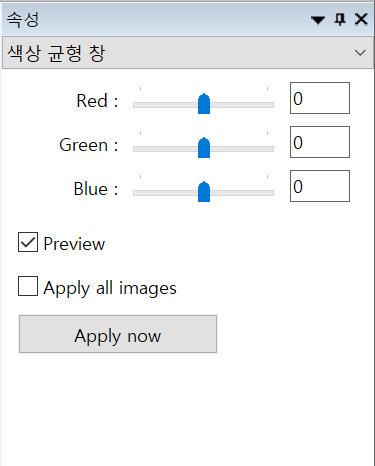 속성
색상 균형 창
Red : 0
Green : 0
Blue : 0
Preview
Apply all images
Apply now